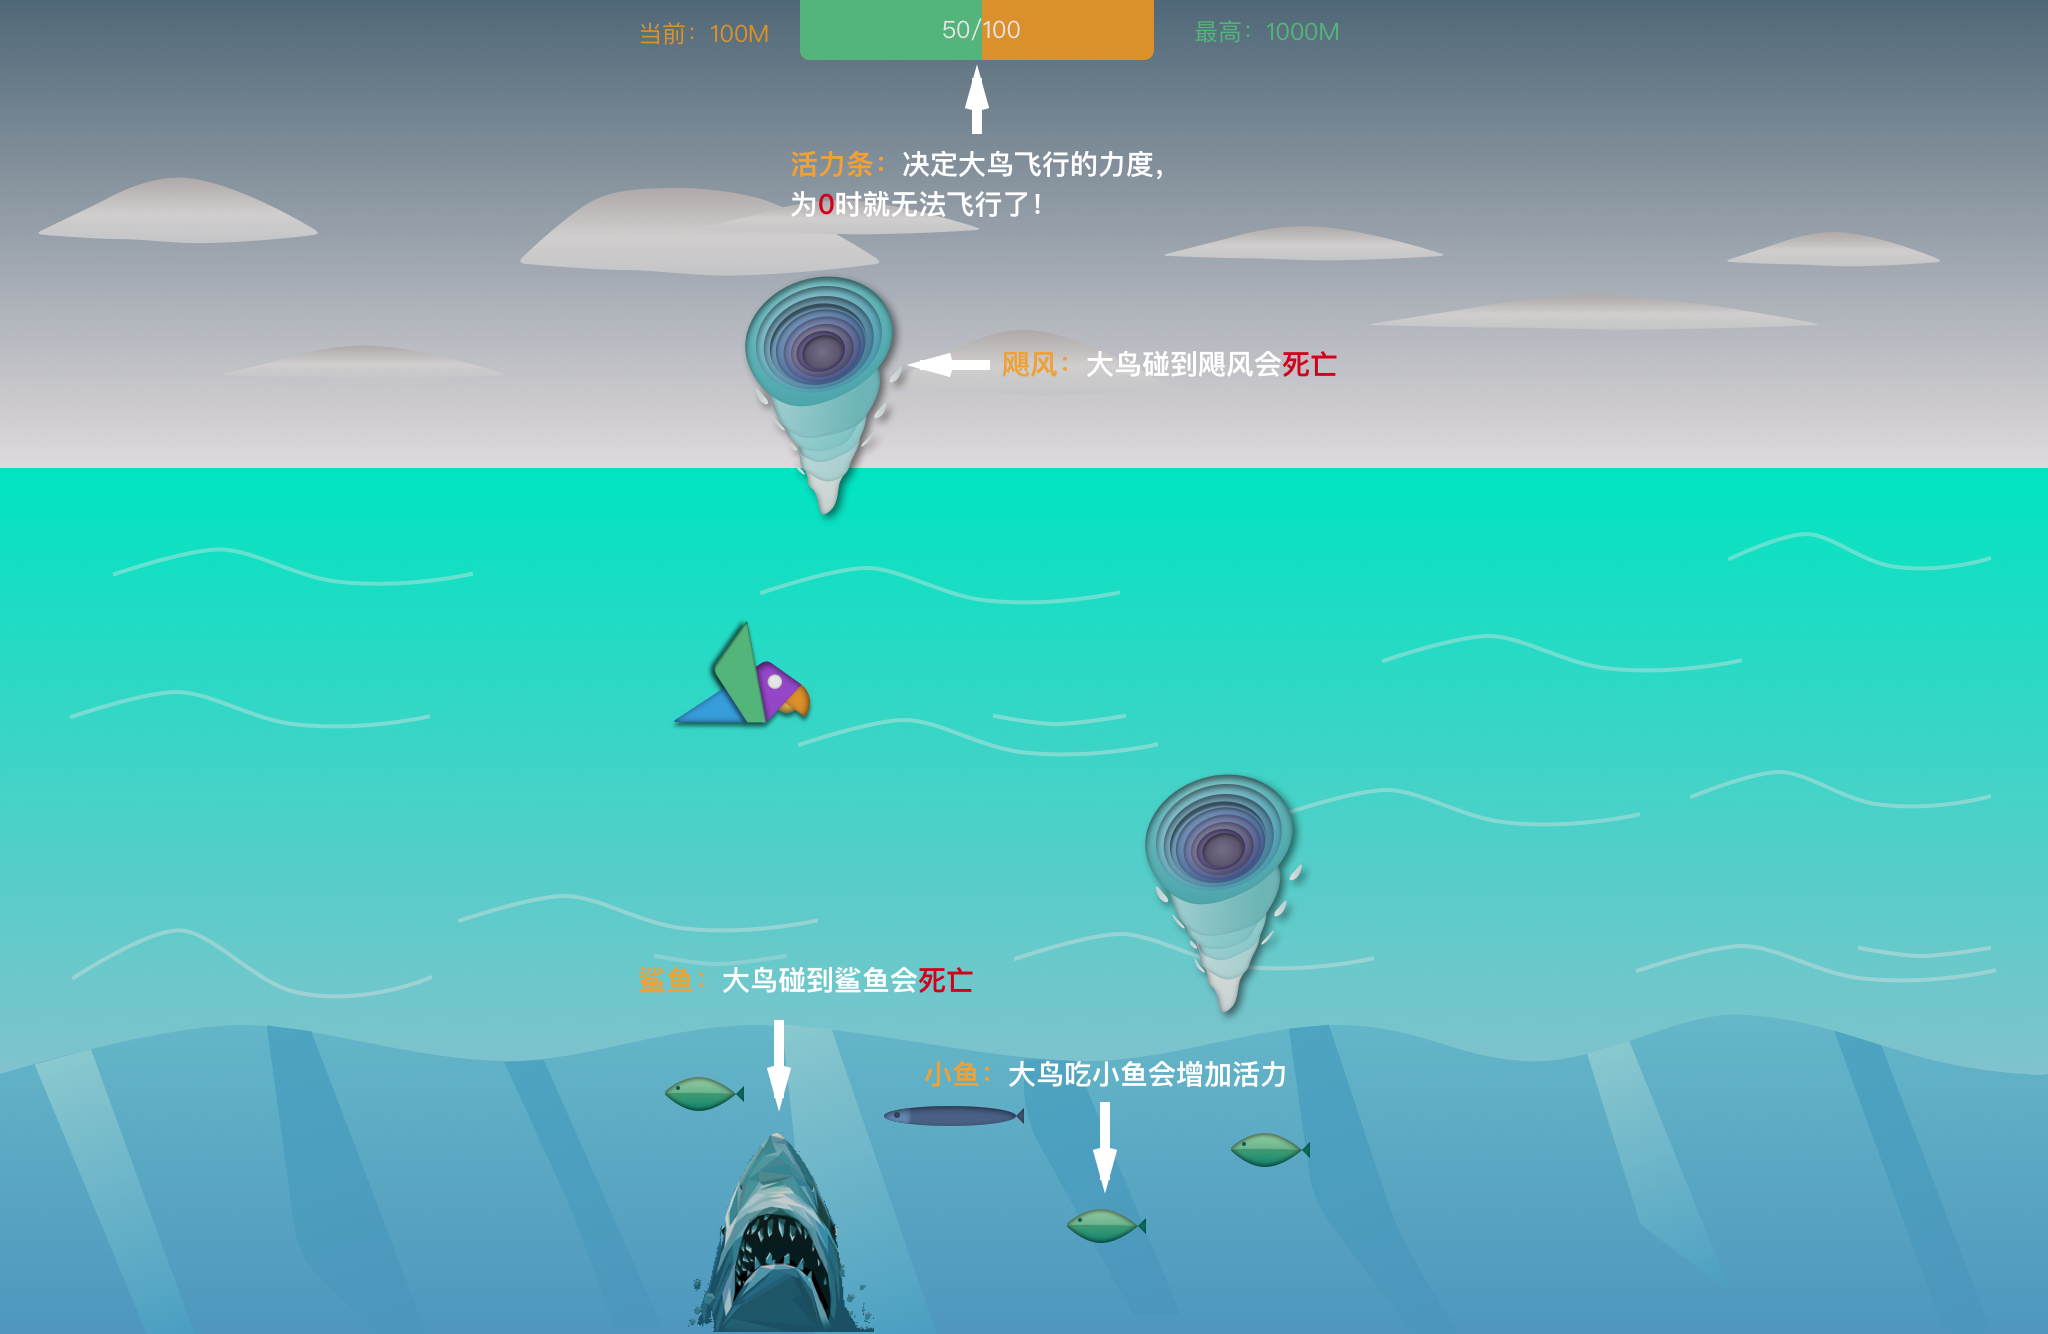 当前：100M
50/100
最高：1000M
活力条：决定大鸟飞行的力度，
为0时就无法飞行了！
飓风：大鸟碰到飓风会死亡
鲨鱼：大鸟碰到鲨鱼会死亡
小鱼：大鸟吃小鱼会增加活力